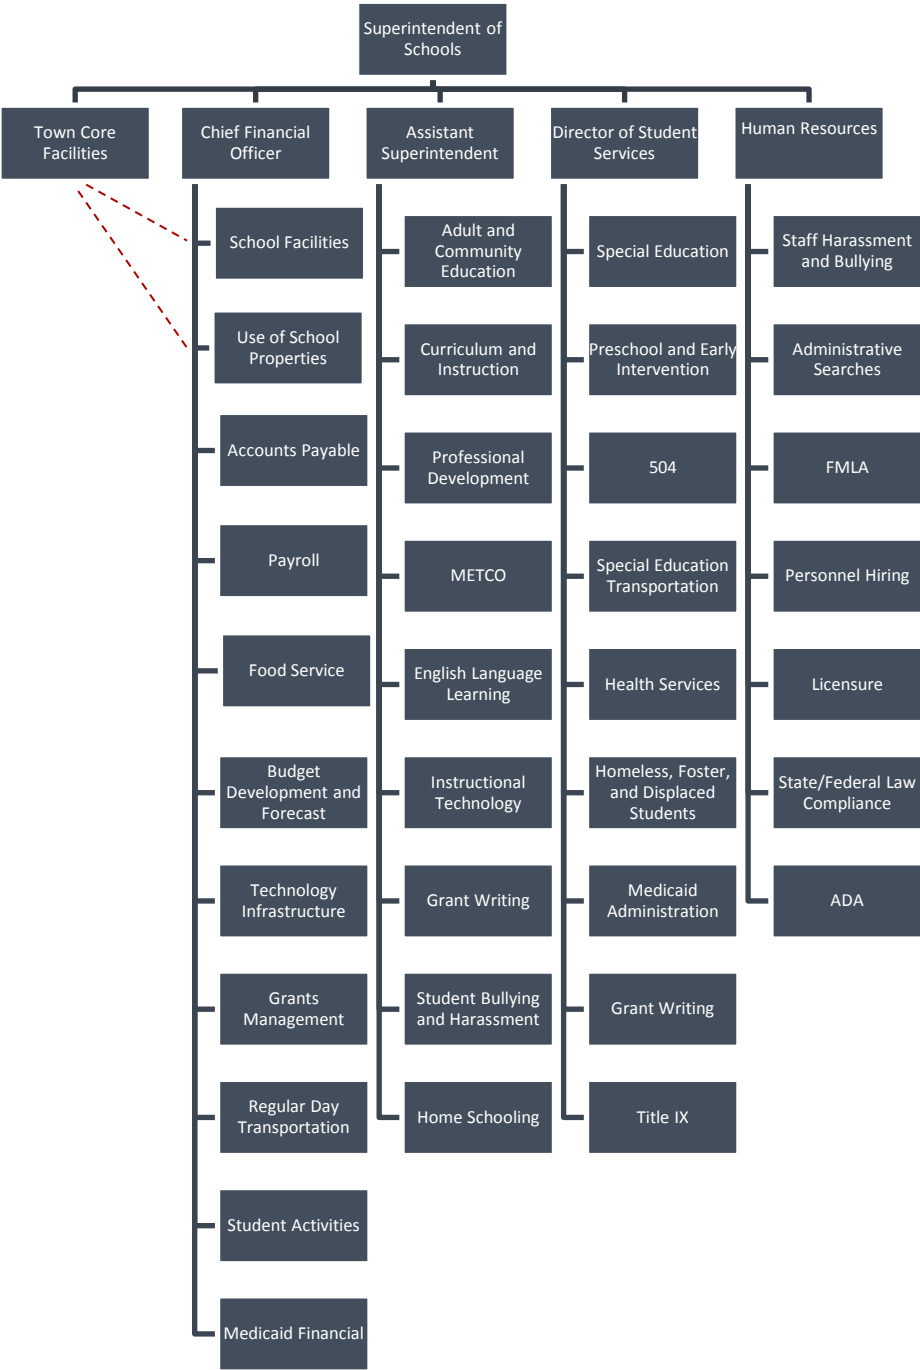 Superintendent of
Schools
Town Core
Facilities
Chief Financial
Officer
Assistant
Superintendent
Director of Student
Services
Human Resources
School Facilities
Use of School
Properties
Accounts Payable
Payroll
Food Service
Budget
Development and
Forecast
Technology
Infrastructure
Grants
Management
Regular Day
Transportation
Student Activities
Medicaid Financial
Adult and
Community
Education
Curriculum and
Instruction
Professional
Development
METCO
English Language
Learning
Instructional
Technology
Grant Writing
Student Bullying
and Harassment
Home Schooling
Special Education
Preschool and Early
Intervention
504
Special Education
Transportation
Health Services
Homeless, Foster,
and Displaced
Students
Medicaid
Administration
Grant Writing
Title IX
Staff Harassment
and Bullying
Administrative
Searches
FMLA
Personnel Hiring
Licensure
State/Federal Law
Compliance
ADA